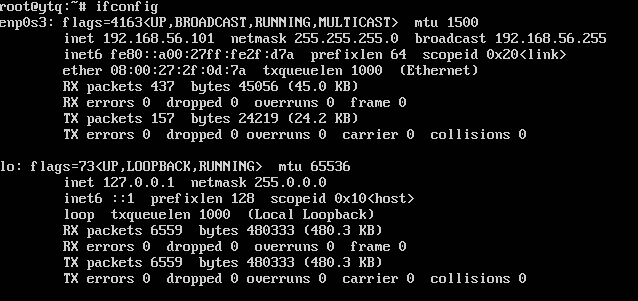 root@ytq:~# ifconfig
enp0s3: flags=4163<UP,BROADCAST,RUNNING,MULTICAST>  mtu 1500
        inet 192.168.56.101  netmask 255.255.255.0  broadcast 192.168.56.255
        inet6 fe80::a00:27ff:fe2f:d7a  prefixlen 64  scopeid 0x20<link>
        ether 08:00:27:2f:0d:7a  txqueuelen 1000  (Ethernet)
        RX packets 437  bytes 45056 (45.0 KB)
        RX errors 0  dropped 0  overruns 0  frame 0
        TX packets 157  bytes 24219 (24.2 KB)
        TX errors 0  dropped 0 overruns 0  carrier 0  collisions 0

lo: flags=73<UP,LOOPBACK,RUNNING>  mtu 65536
        inet 127.0.0.1  netmask 255.0.0.0
        inet6 ::1  prefixlen 128  scopeid 0x10<host>
        loop  txqueuelen 1000  (Local Loopback)
        RX packets 6559  bytes 480333 (480.3 KB)
        RX errors 0  dropped 0  overruns 0  frame 0
        TX packets 6559  bytes 480333 (480.3 KB)
        TX errors 0  dropped 0 overruns 0  carrier 0  collisions 0